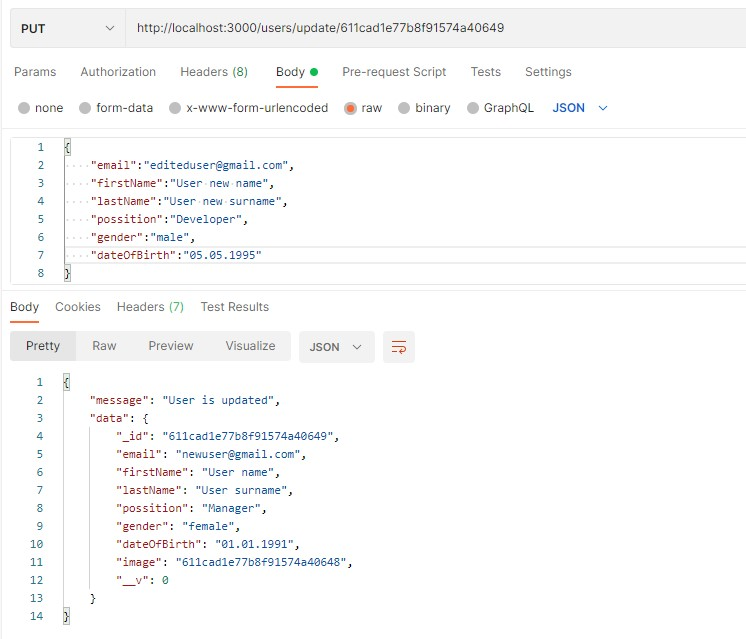 PUT http://localhost:3000/users/update/611cad1e77b8f91574a40649
Params Authorization Headers (8) Body Pre-request Script Tests Settings
none form-data x-www-form-urlencoded raw binary GraphQL JSON
1 {
2 "email":"editeduser@gmail.com",
3 "firstName":"User new name",
4 "lastName":"User new surname",
5 "possition":"Developer",
6 "gender":"male",
7 "dateOfBirth":"05.05.1995"
8 }
Body Cookies Headers (7) Test Results
Pretty Raw Preview Visualize JSON
1 {
2 "message": "User is updated",
3 "data": {
4 "_id": "611cad1e77b8f91574a40649",
5 "email": "newuser@gmail.com",
6 "firstName": "User name",
7 "lastName": "User surname",
8 "possition": "Manager",
9 "gender": "female",
10 "dateOfBirth": "01.01.1991",
11 "image": "611cad1e77b8f91574a40648",
12 "__v": 0
13 }
14 }